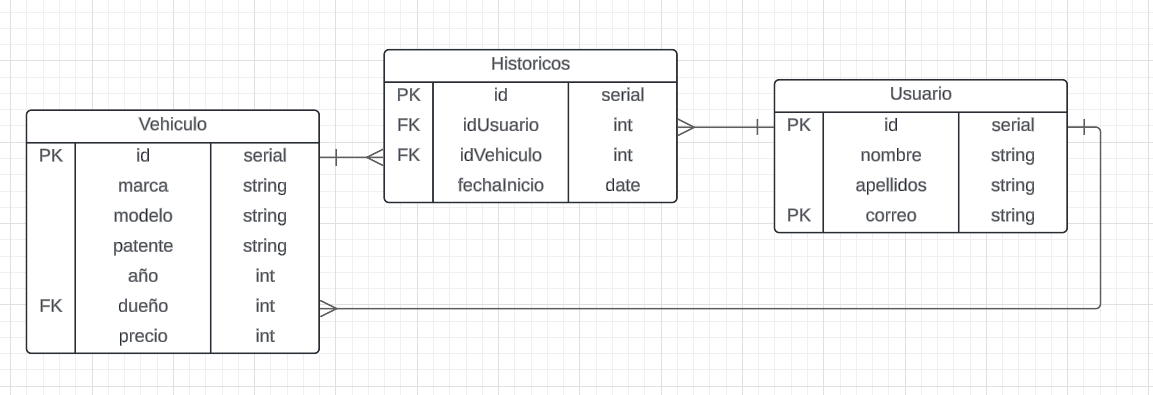 Vehiculo
PK id serial
marca string
modelo string
patente string
año int
FK dueño int
precio int
Historicos
PK id serial
FK idUsuario int
FK idVehiculo int
fechaInicio date
Usuario
PK id serial
nombre string
apellidos string
PK correo string